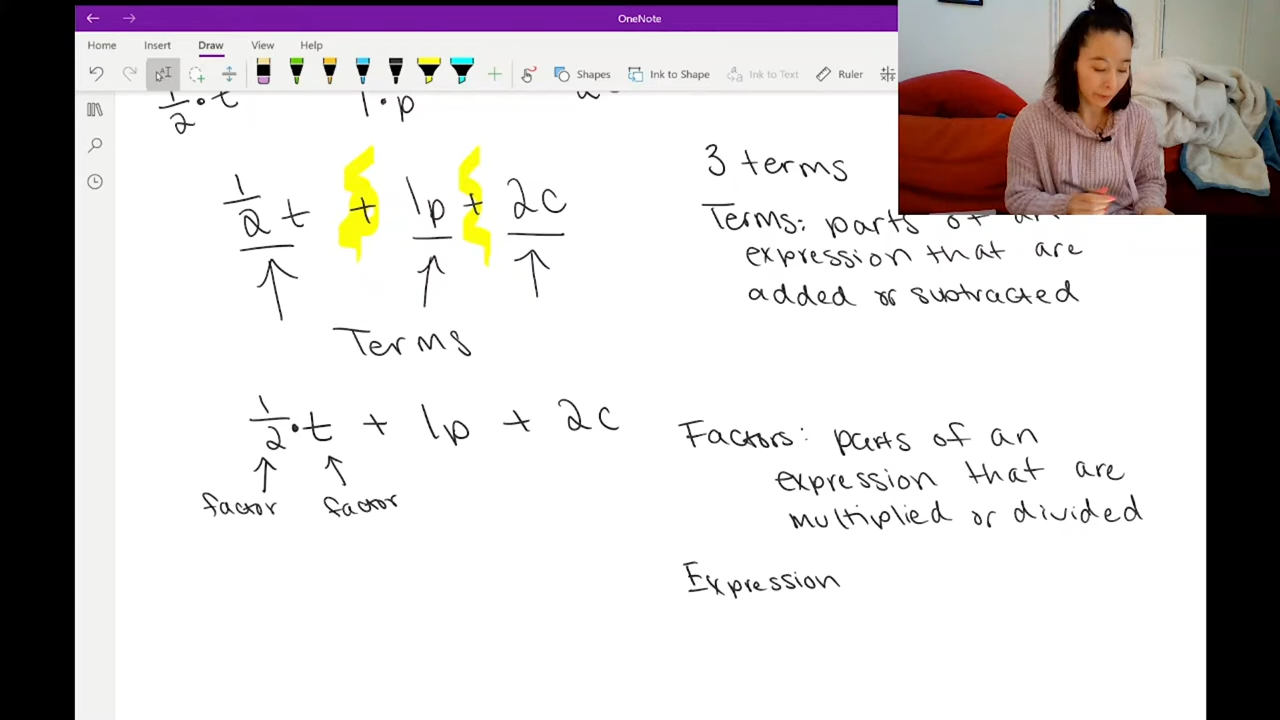 OneNote
Home Insert Draw View Help
Shapes Ink to Shape Ink to Text Ruler
1/2 · t 1 · p
1/2 t + 1p + 2c
3 terms
Terms: parts of an
expression that are
added or subtracted
Terms
1/2 · t + 1p + 2c
factor factor
Factors: parts of an
expression that are
multiplied or divided
Expression